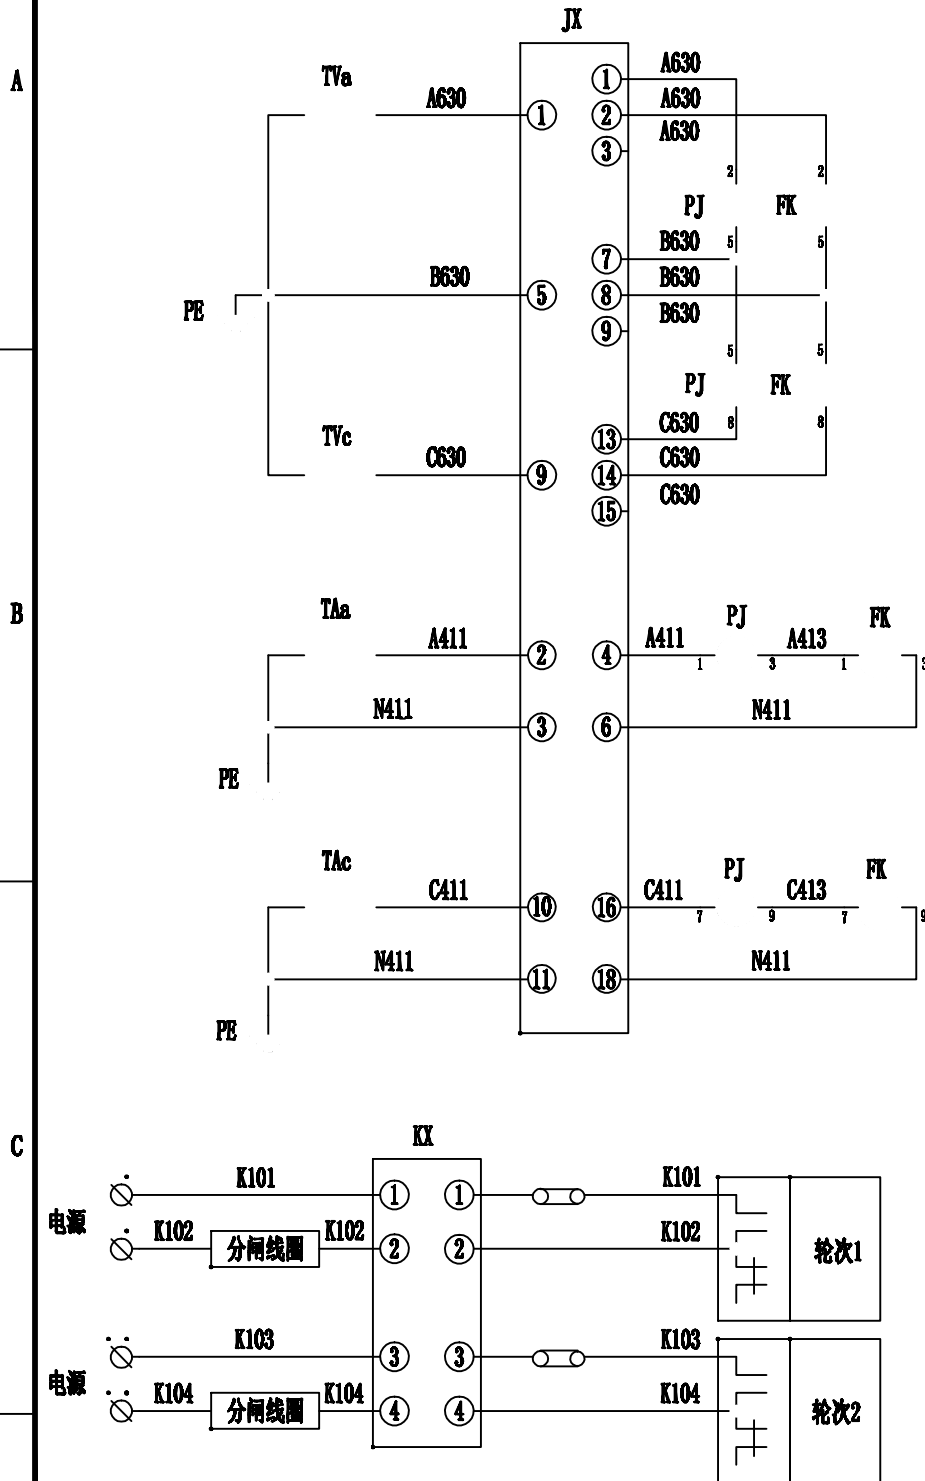 JX
A
TVa
A630
1
1
A630
2
A630
3
A630
2
2
PJ
FK
7
B630
5
5
PE
B630
5
8
B630
9
B630
5
5
PJ
FK
TVc
C630
9
13
C630
8
8
14
C630
15
C630
B
TAa
A411
2
4
A411
1
PJ
3
A413
1
FK
3
N411
3
6
N411
PE
TAc
C411
10
16
C411
7
PJ
9
C413
7
FK
9
N411
11
18
N411
PE
C
KX
K101
1
1
K101
电源
K102
分闸线圈
K102
2
2
K102
轮次1
K103
3
3
K103
电源
K104
分闸线圈
K104
4
4
K104
轮次2